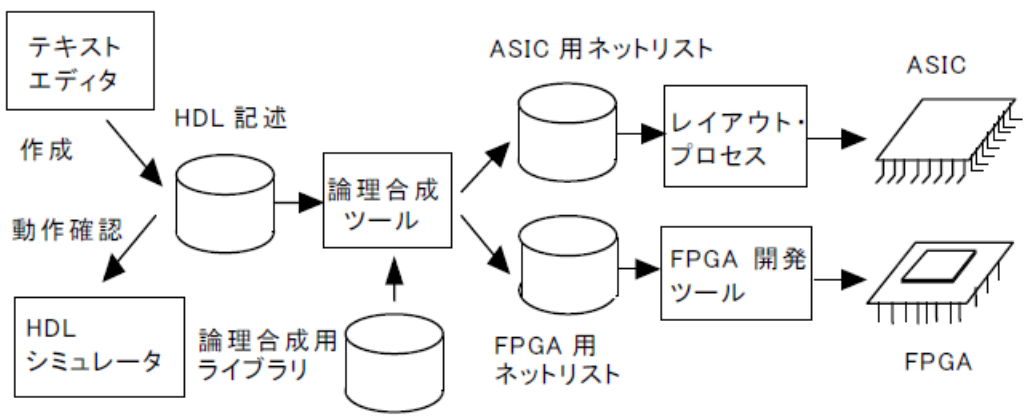 テキスト
エディタ
作成
HDL 記述
動作確認
HDL
シミュレータ
論理合成
ツール
論理合成用
ライブラリ
ASIC 用ネットリスト
レイアウト・
プロセス
ASIC
FPGA 用
ネットリスト
FPGA 開発
ツール
FPGA